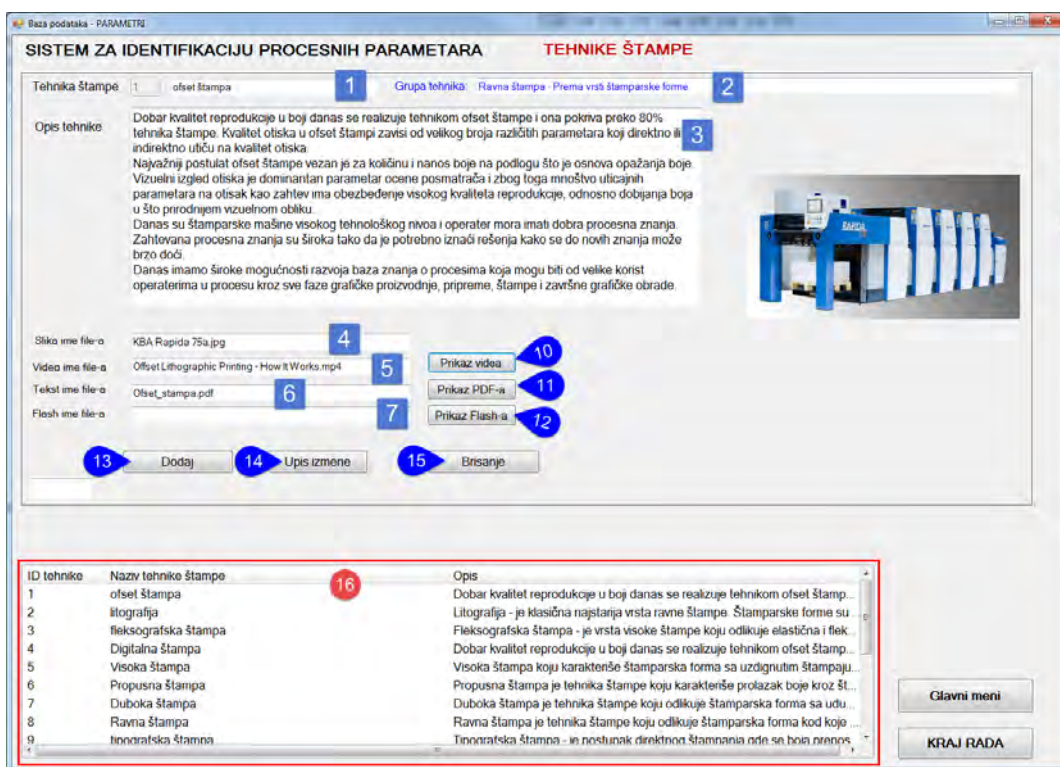 Baza podataka - PARAMETRI
SISTEM ZA IDENTIFIKACIJU PROCESNIH PARAMETARA TEHNIKE ŠTAMPE
Tehnika štampe 1 ofset štampa 1 Grupa tehnika: Ravna štampa - Prema vrsti štamparske forme 2
Opis tehnike
Dobar kvalitet reprodukcije u boji danas se realizuje tehnikom ofset štampe i ona pokriva preko 80%
tehnika štampe. Kvalitet otiska u ofset štampi zavisi od velikog broja različitih parametara koji direktno ili 3
indirektno utiču na kvalitet otiska.
Najvažniji postulat ofset štampe vezan je za količinu i nanos boje na podlogu što je osnova opažanja boje.
Vizuelni izgled otiska je dominantan parametar ocene posmatrača i zbog toga mnoštvo uticajnih
parametara na otisak kao zahtev ima obezbeđenje visokog kvaliteta reprodukcije, odnosno dobijanja boja
u što prirodnijem vizuelnom obliku.
Danas su štamparske mašine visokog tehnološkog nivoa i operater mora imati dobra procesna znanja.
Zahtevana procesna znanja su široka tako da je potrebno iznaći rešenja kako se do novih znanja može
brzo doći.
Danas imamo široke mogućnosti razvoja baza znanja o procesima koja mogu biti od velike korist
operaterima u procesu kroz sve faze grafičke proizvodnje, pripreme, štampe i završne grafičke obrade.
Slika ime file-a KBA Rapida 75a.jpg 4
Video ime file-a Offset Lithographic Printing - How It Works.mp4 5 Prikaz videa 10
Tekst ime file-a Ofset_stampa.pdf 6 Prikaz PDF-a 11
Flash ime file-a 7 Prikaz Flash-a 12
13 Dodaj 14 Upis izmene 15 Brisanje
ID tehnike Naziv tehnike štampe 16 Opis
1 ofset štampa Dobar kvalitet reprodukcije u boji danas se realizuje tehnikom ofset štamp...
2 litografija Litografija - je klasična najstarija vrsta ravne štampe. Štamparske forme su ...
3 fleksografska štampa Fleksografska štampa - je vrsta visoke štampe koju odlikuje elastična i flek...
4 Digitalna štampa Dobar kvalitet reprodukcije u boji danas se realizuje tehnikom ofset štamp...
5 Visoka štampa Visoka štampa koju karakteriše štamparska forma sa uzdignutim štampaju...
6 Propusna štampa Propusna štampa je tehnika štampe koju karakteriše prolazak boje kroz št...
7 Duboka štampa Duboka štampa je tehnika štampe koju odlikuje štamparska forma sa udu...
8 Ravna štampa Ravna štampa je tehnika štampe koju odlikuje štamparska forma kod koje ...
9 tipografska štampa Tipografska štampa - je postupak direktnog štampanja gde se boja prenos...
Glavni meni
KRAJ RADA